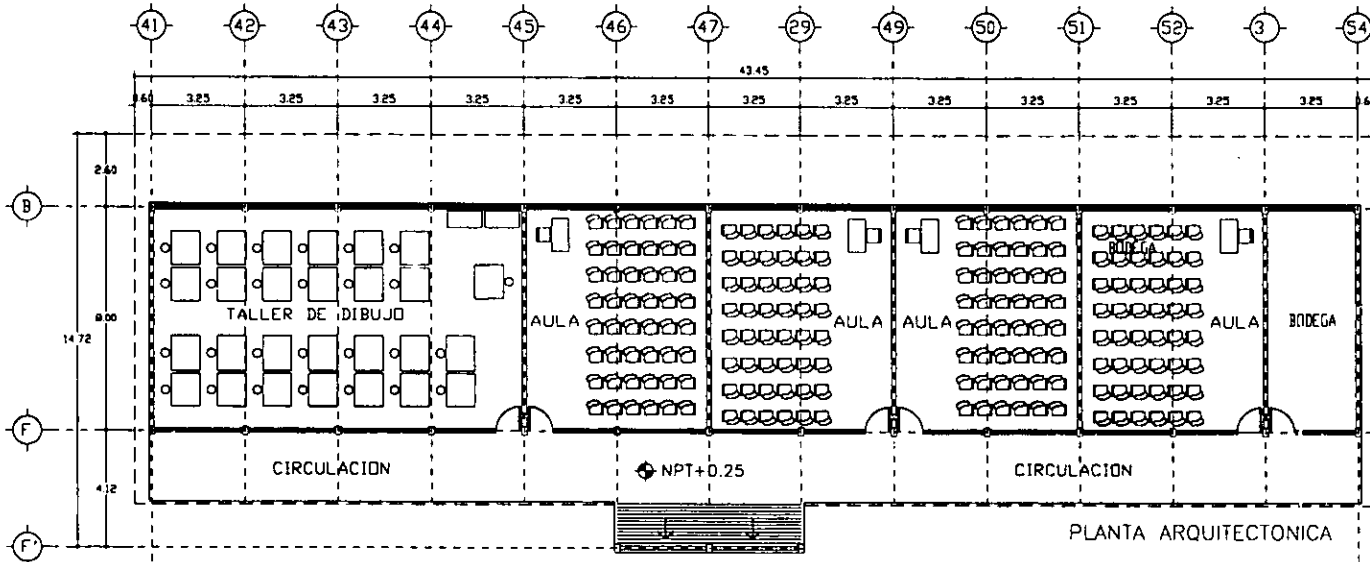 41 42 43 44 45 46 47 29 49 50 51 52 3 54
43.45
.60 3.25 3.25 3.25 3.25 3.25 3.25 3.25 3.25 3.25 3.25 3.25 3.25 3.25 0.6
2.60
B
BODEGA
TALLER DE DIBUJO
AULA AULA AULA AULA BODEGA
8.00
14.72
F
CIRCULACION NPT+0.25 CIRCULACION
4.12
PLANTA ARQUITECTONICA
F'